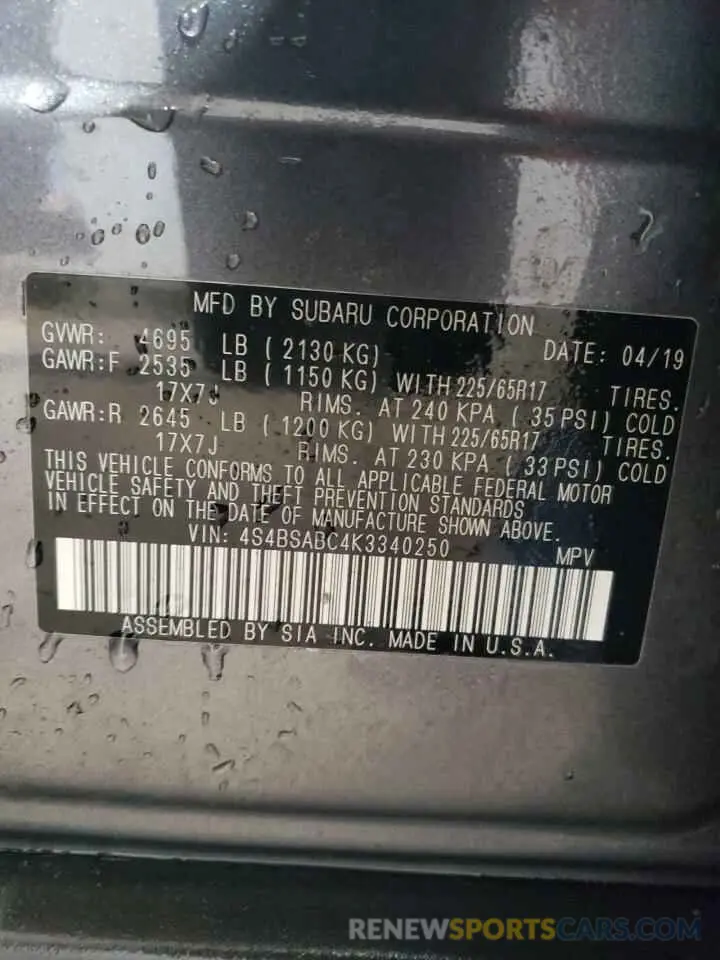 MFD BY SUBARU CORPORATION
GVWR: 4695 LB ( 2130 KG) DATE: 04/19
GAWR:F 2535 LB ( 1150 KG) WITH 225/65R17 TIRES.
17X7J RIMS. AT 240 KPA ( 35 PSI) COLD
GAWR:R 2645 LB ( 1200 KG) WITH 225/65R17 TIRES.
17X7J RIMS. AT 230 KPA ( 33 PSI) COLD
THIS VEHICLE CONFORMS TO ALL APPLICABLE FEDERAL MOTOR
VEHICLE SAFETY AND THEFT PREVENTION STANDARDS
IN EFFECT ON THE DATE OF MANUFACTURE SHOWN ABOVE.
VIN: 4S4BSABC4K3340250 MPV
ASSEMBLED BY SIA INC. MADE IN U.S.A.
RENEWSPORTSCARS.COM